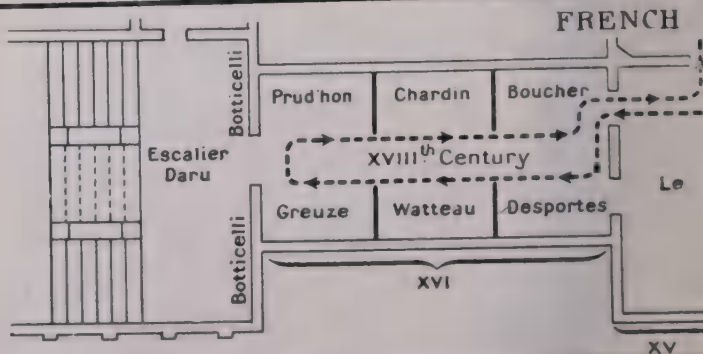 FRENCH
Botticelli
Prud'hon
Chardin
Boucher
Escalier
Daru
XVIIIth Century
Le
Botticelli
Greuze
Watteau
Desportes
XVI
XV